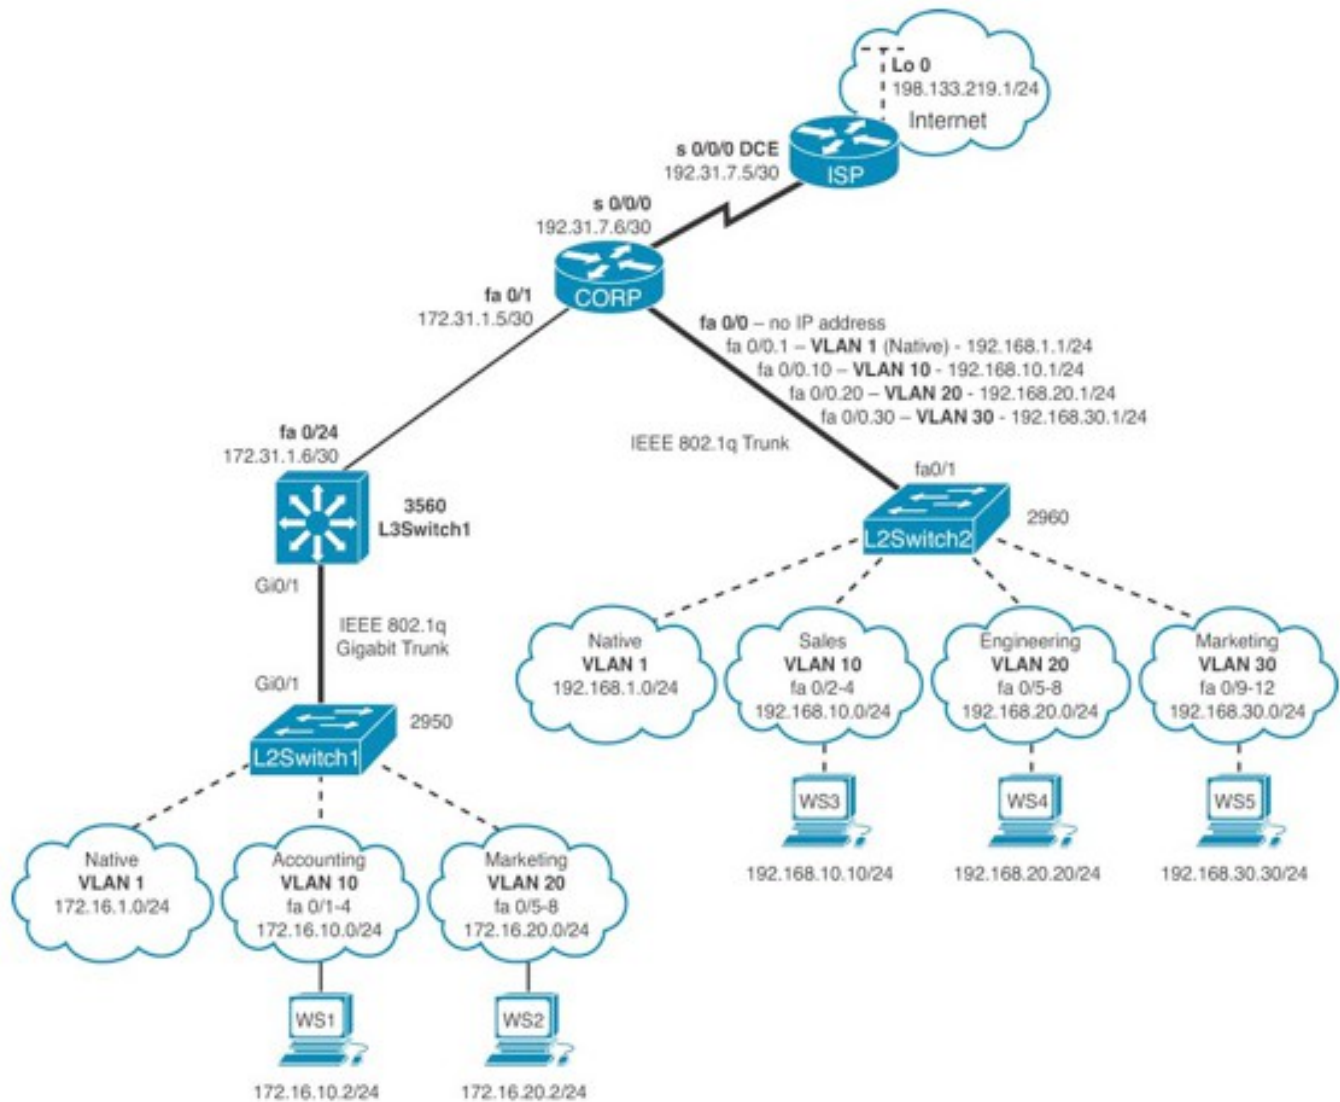 Lo 0
198.133.219.1/24
Internet
s 0/0/0 DCE
192.31.7.5/30
ISP
s 0/0/0
192.31.7.6/30
CORP
fa 0/1
172.31.1.5/30
fa 0/0 – no IP address
fa 0/0.1 – VLAN 1 (Native) - 192.168.1.1/24
fa 0/0.10 – VLAN 10 - 192.168.10.1/24
fa 0/0.20 – VLAN 20 - 192.168.20.1/24
fa 0/0.30 – VLAN 30 - 192.168.30.1/24
IEEE 802.1q Trunk
fa 0/24
172.31.1.6/30
3560
L3Switch1
fa0/1
2960
L2Switch2
Gi0/1
IEEE 802.1q
Gigabit Trunk
Gi0/1
2950
L2Switch1
Native
VLAN 1
192.168.1.0/24
Sales
VLAN 10
fa 0/2-4
192.168.10.0/24
Engineering
VLAN 20
fa 0/5-8
192.168.20.0/24
Marketing
VLAN 30
fa 0/9-12
192.168.30.0/24
WS3
192.168.10.10/24
WS4
192.168.20.20/24
WS5
192.168.30.30/24
Native
VLAN 1
172.16.1.0/24
Accounting
VLAN 10
fa 0/1-4
172.16.10.0/24
Marketing
VLAN 20
fa 0/5-8
172.16.20.0/24
WS1
172.16.10.2/24
WS2
172.16.20.2/24